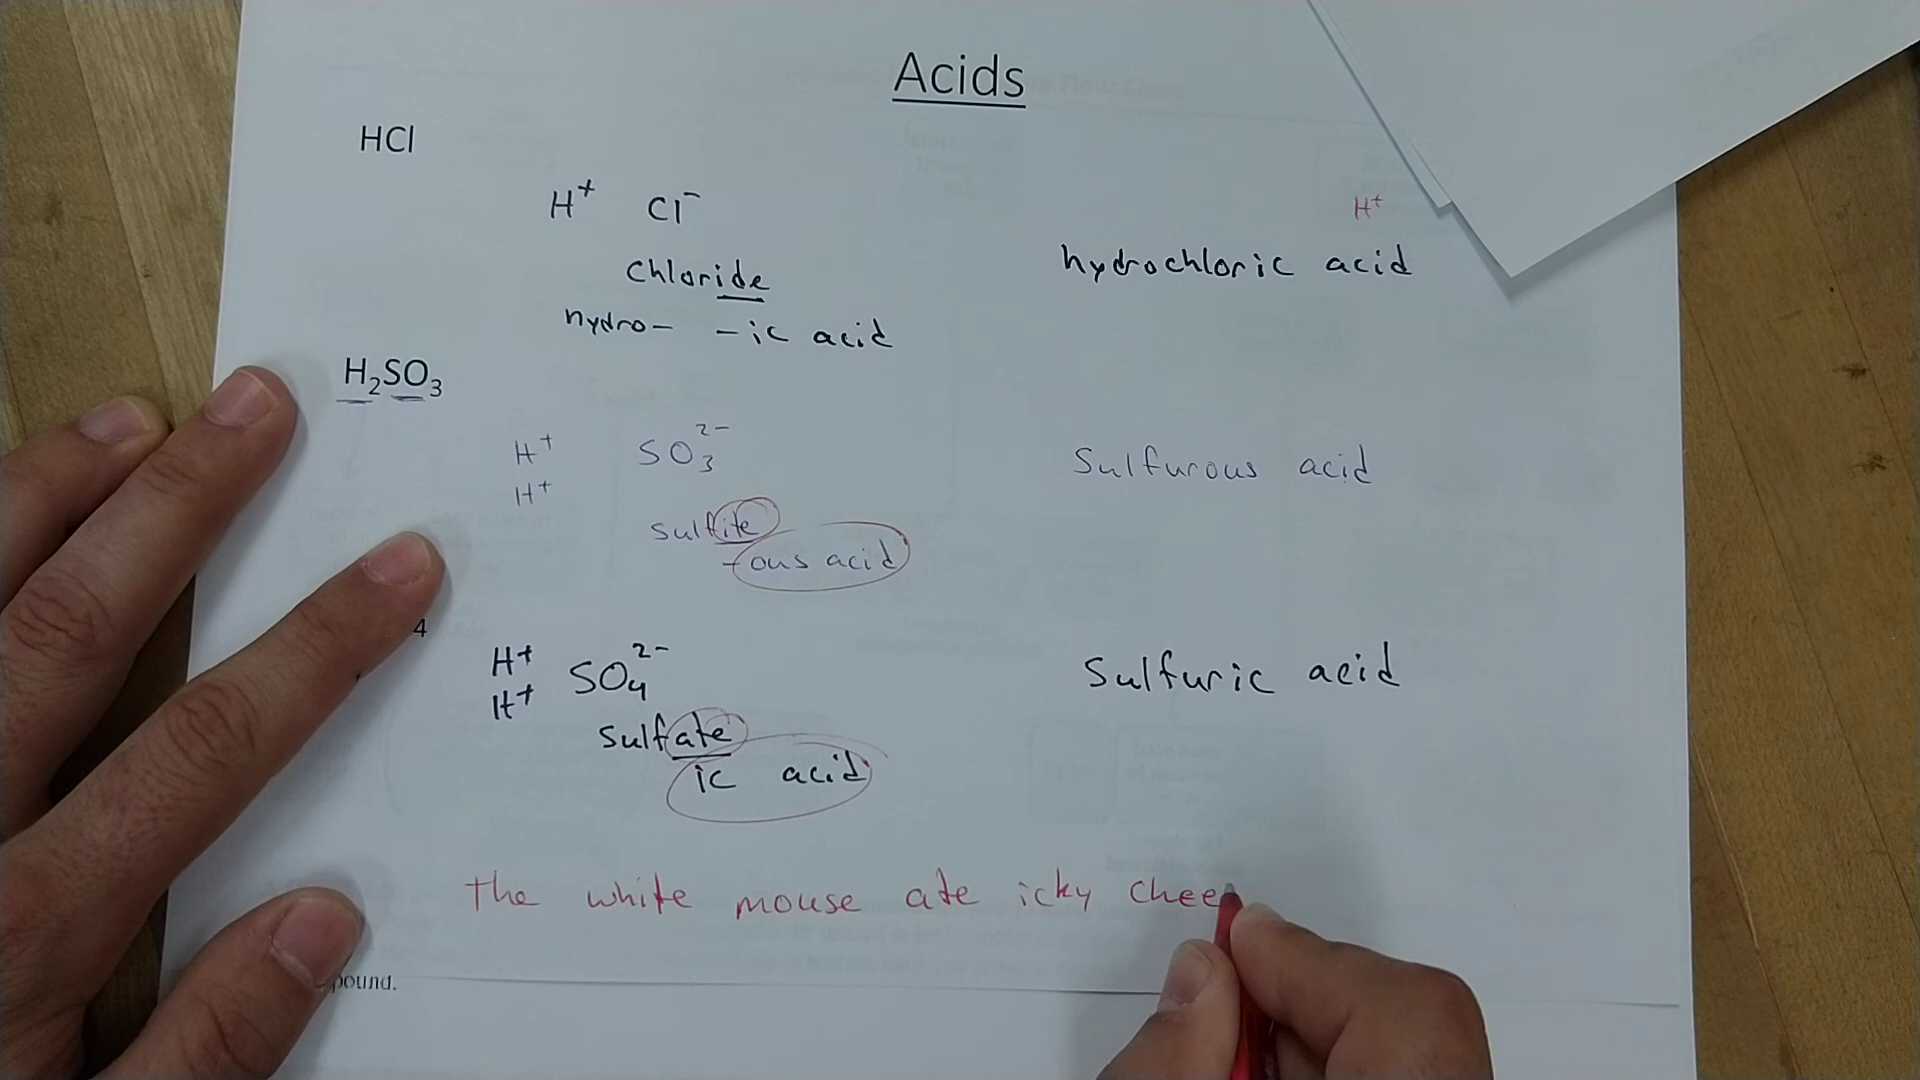 Acids
HCl
H⁺ Cl⁻
H⁺
hydrochloric acid
Chloride
hydro- -ic acid
H₂SO₃
H⁺ SO₃²⁻
H⁺
Sulfurous acid
sulfite
-ous acid
4
H⁺ SO₄²⁻
H⁺
Sulfuric acid
sulfate
ic acid
the white mouse ate icky chee
pound.